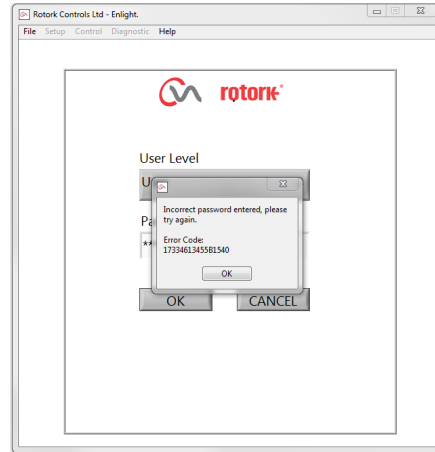 Rotork Controls Ltd - Enlight.
File Setup Control Diagnostic Help
rotork®
User Level
U
Incorrect password entered, please
try again.
Pa
Error Code:
17334613455B1540
**
OK
OK CANCEL